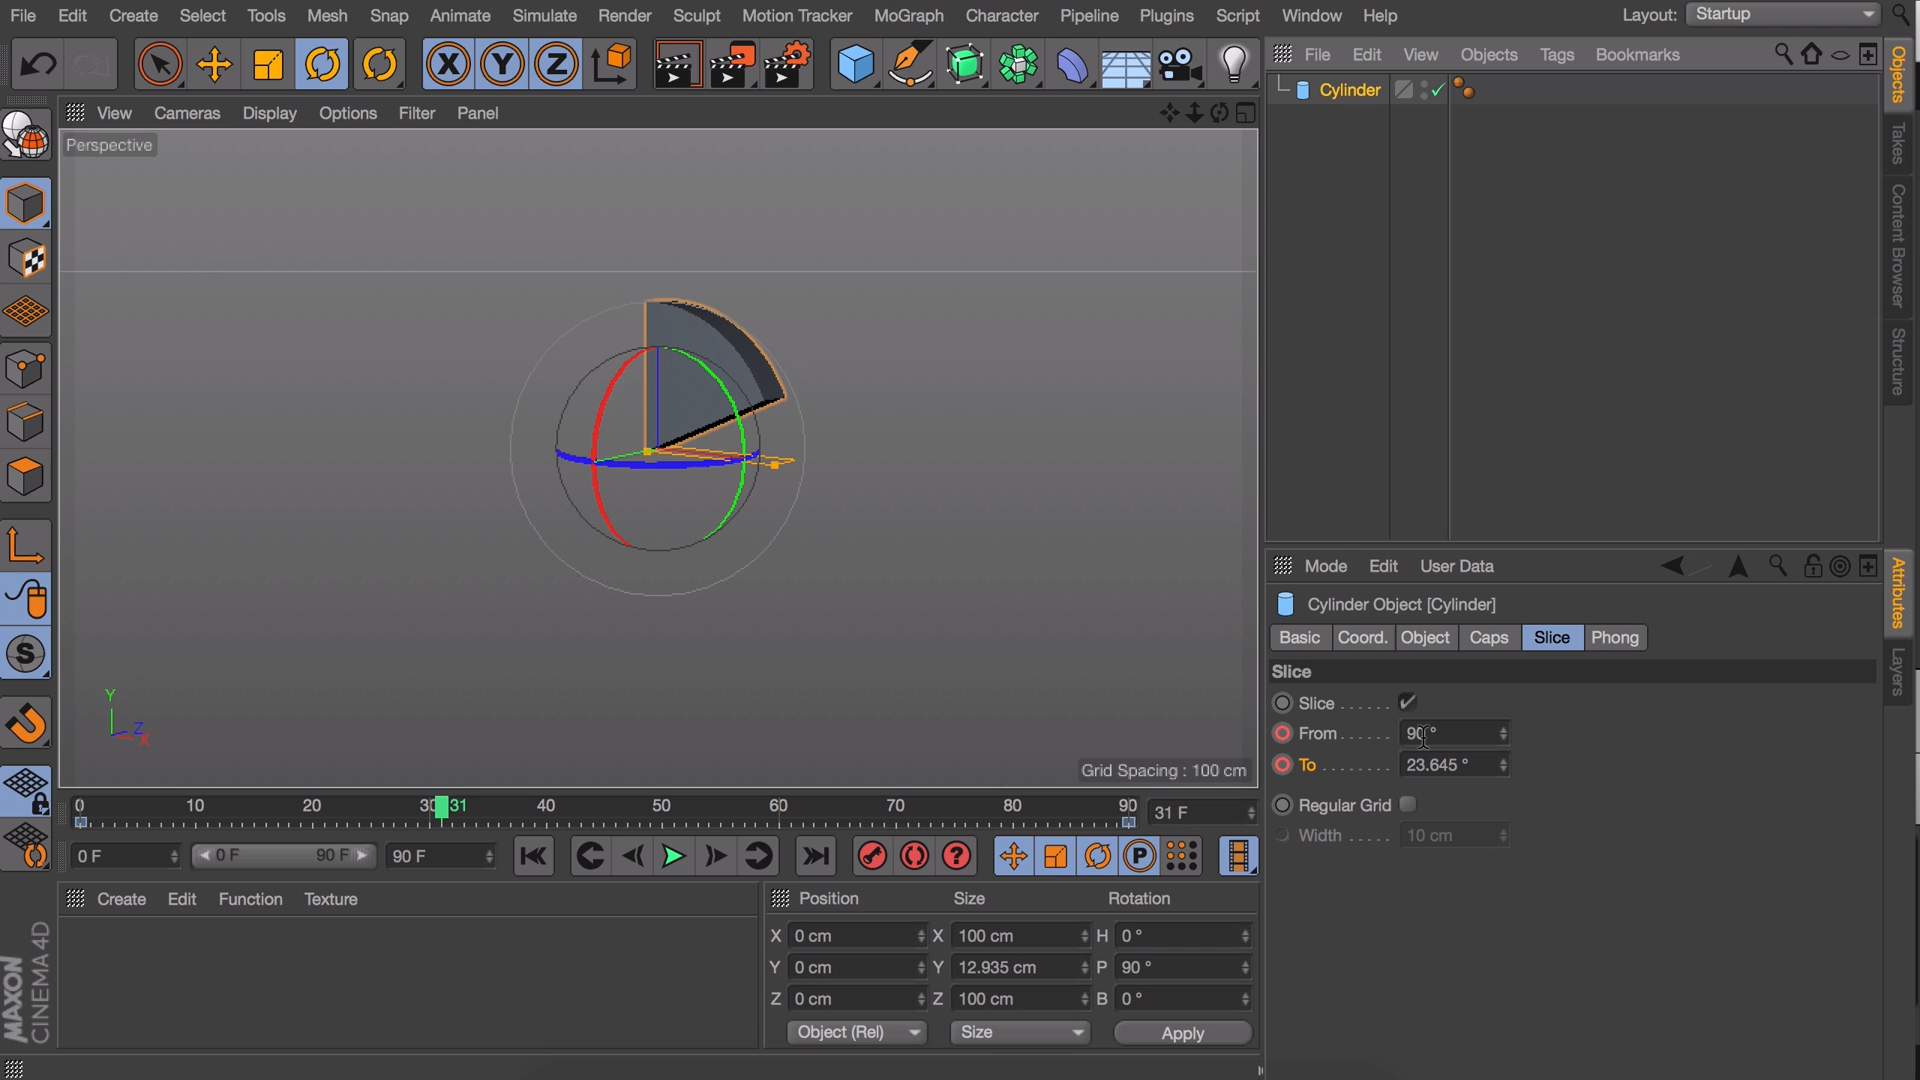 File Edit Create Select Tools Mesh Snap Animate Simulate Render Sculpt Motion Tracker MoGraph Character Pipeline Plugins Script Window Help Layout: Startup
X Y Z
File Edit View Objects Tags Bookmarks
Cylinder
Objects
Takes
Content Browser
Structure
View Cameras Display Options Filter Panel
Perspective
Y
Z
X
Grid Spacing : 100 cm
S
Mode Edit User Data
Cylinder Object [Cylinder]
Basic Coord. Object Caps Slice Phong
Slice
Slice . . . . . .
From . . . . . . 90 °
To . . . . . . . . 23.645 °
Regular Grid
Width . . . . . 10 cm
Attributes
Layers
0 10 20 30 31 40 50 60 70 80 90 31 F
0 F 0 F 90 F 90 F ? P
Create Edit Function Texture
Position Size Rotation
X 0 cm X 100 cm H 0 °
Y 0 cm Y 12.935 cm P 90 °
Z 0 cm Z 100 cm B 0 °
Object (Rel) Size Apply
MAXON
CINEMA 4D